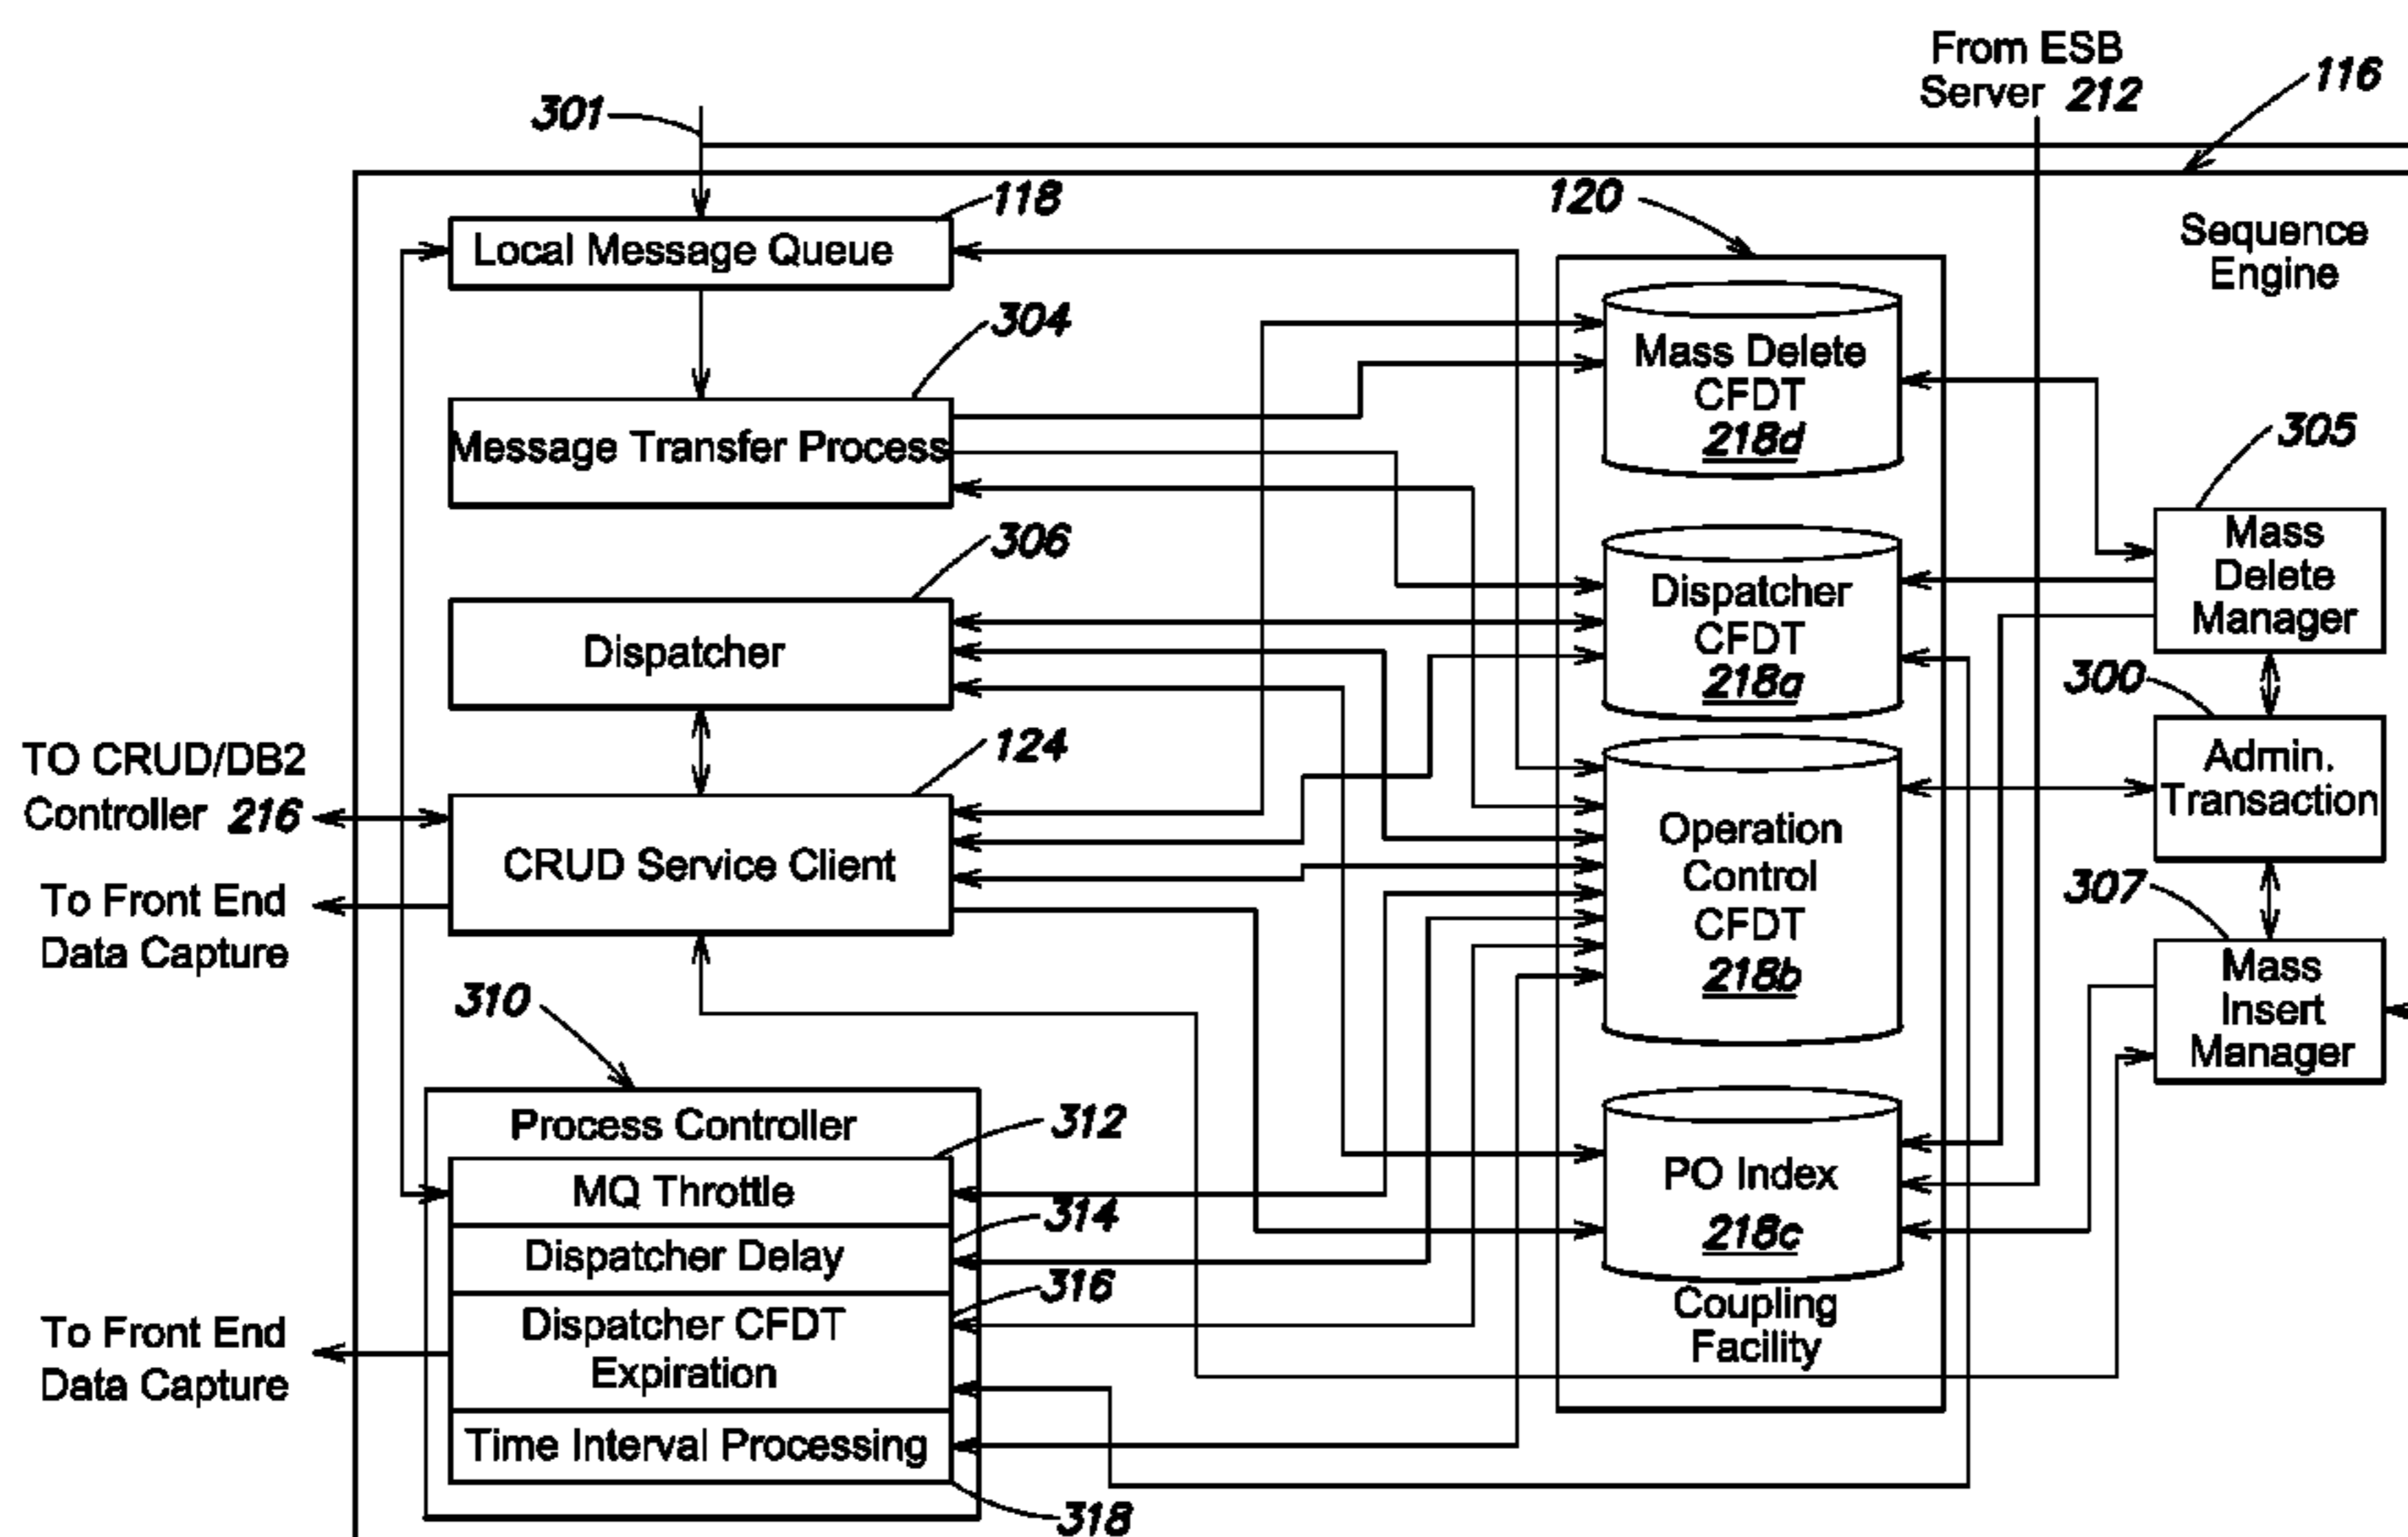 From ESB
Server 212
116
301
118
120
Local Message Queue
Sequence
Engine
304
Mass Delete
CFDT
218d
Message Transfer Process
305
Mass
Delete
Manager
306
Dispatcher
CFDT
218a
Dispatcher
300
124
TO CRUD/DB2
Controller 216
Admin.
Transaction
Operation
Control
CFDT
218b
CRUD Service Client
To Front End
Data Capture
307
Mass
Insert
Manager
310
Process Controller
312
MQ Throttle
PO Index
218c
314
Dispatcher Delay
316
Coupling
Facility
Dispatcher CFDT
Expiration
To Front End
Data Capture
Time Interval Processing
318